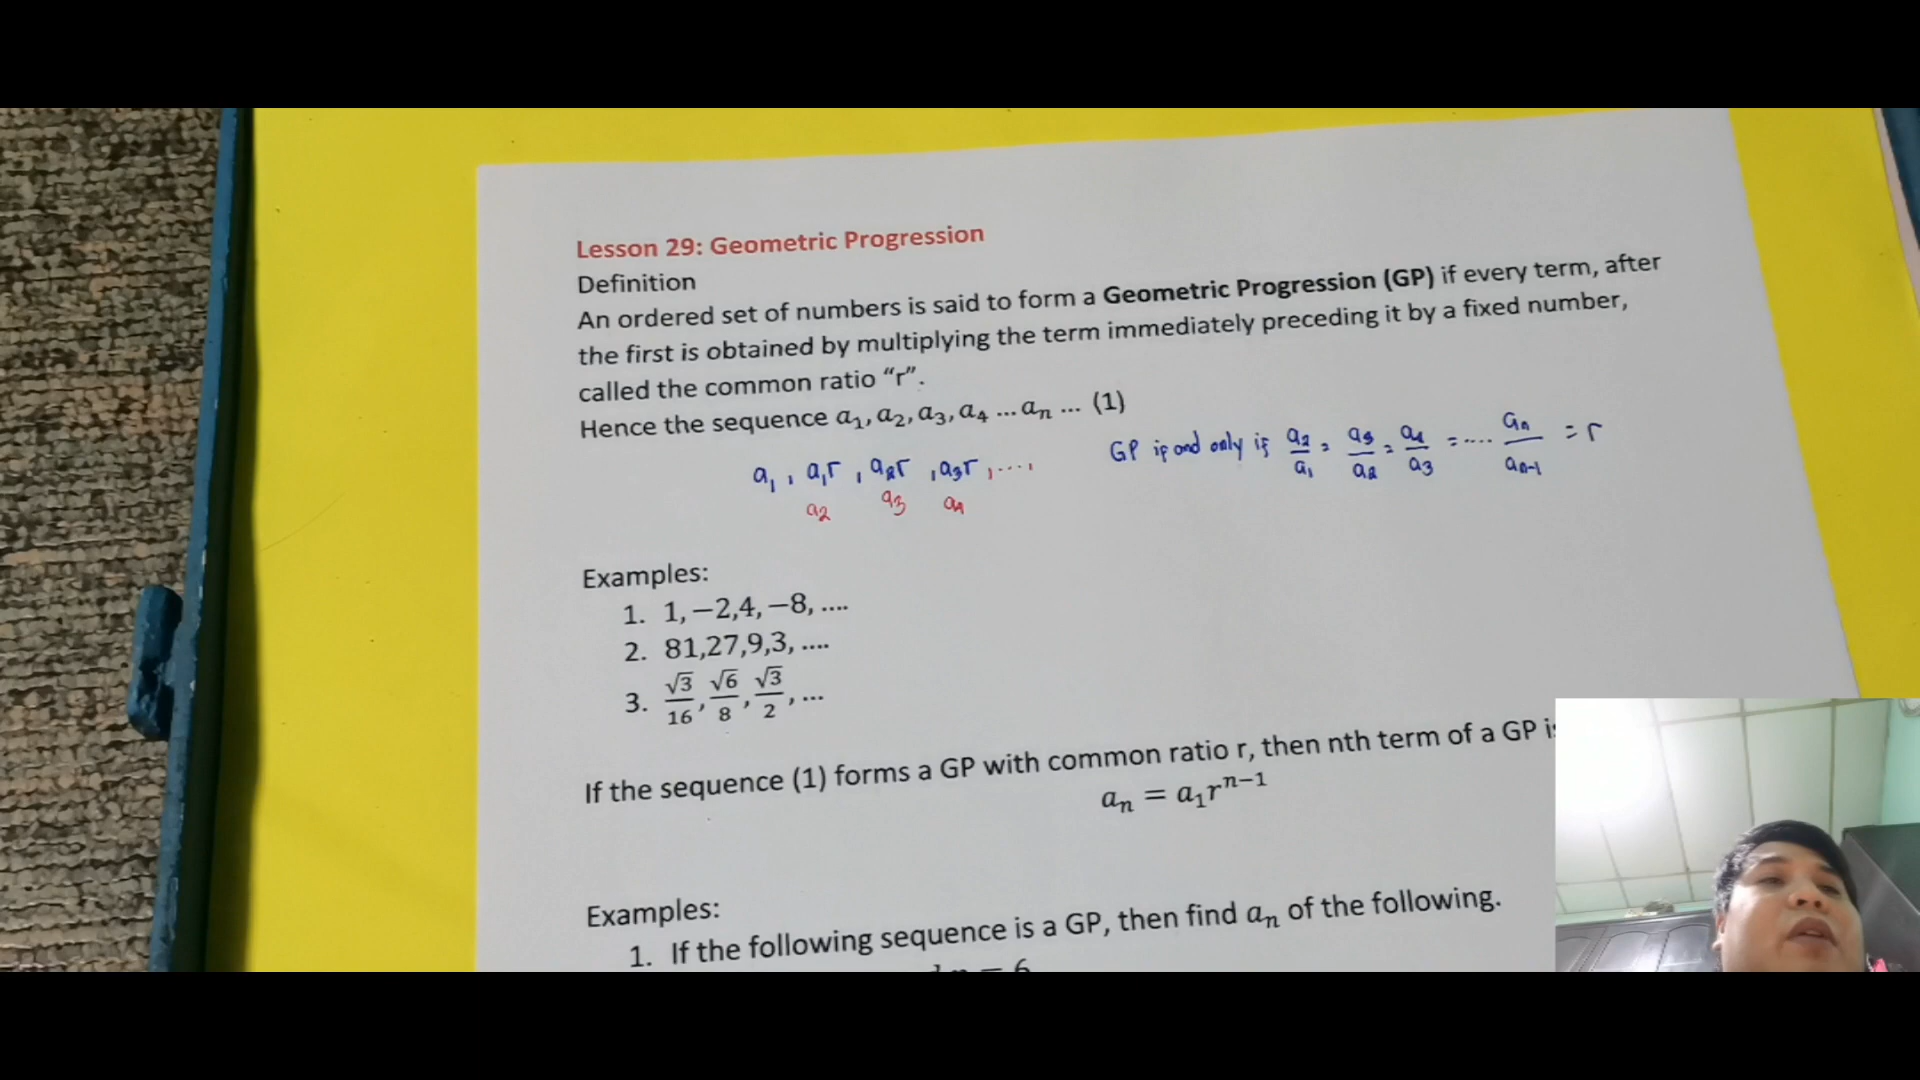 Lesson 29: Geometric Progression
Definition
An ordered set of numbers is said to form a Geometric Progression (GP) if every term, after
the first is obtained by multiplying the term immediately preceding it by a fixed number,
called the common ratio “r”.
Hence the sequence a₁, a₂, a₃, a₄ ... aₙ ... (1)
a₁, a₁r, a₂r, a₃r, ....,
a₂ a₃ a₄
GP if and only if a₂/a₁ = a₃/a₂ = a₄/a₃ = .... aₙ/aₙ₋₁ = r
Examples:
1. 1, −2,4, −8, ....
2. 81,27,9,3, ....
3. √3/16, √6/8, √3/2, ...
If the sequence (1) forms a GP with common ratio r, then nth term of a GP
aₙ = a₁rⁿ⁻¹
Examples:
1. If the following sequence is a GP, then find aₙ of the following.